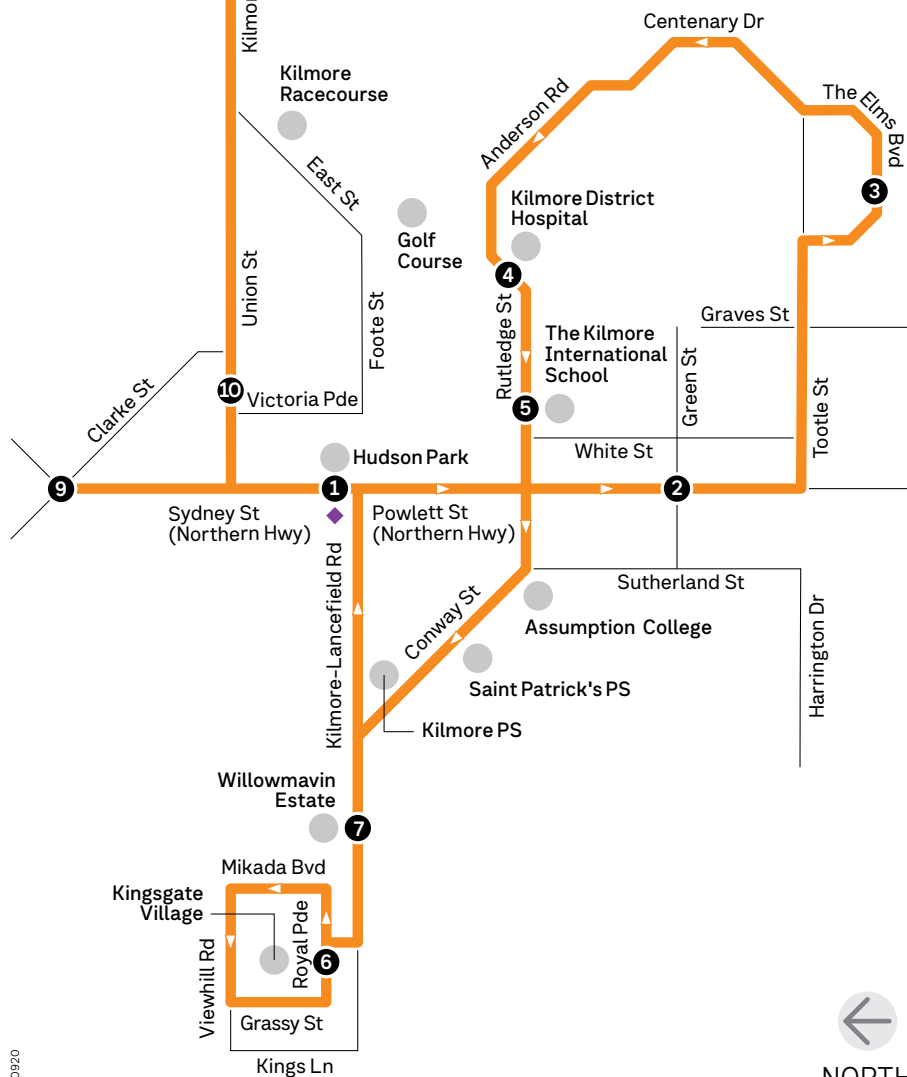 Centenary Dr
Kilmor
Kilmore
Racecourse
The Elms Bvd
Anderson Rd
East St
3
Kilmore District
Hospital
Golf
Course
4
Union St
Foote St
Rutledge St
Graves St
The Kilmore
International
School
Green St
Clarke St
10
Victoria Pde
5
Tootle St
White St
Hudson Park
9
1
2
Sydney St
(Northern Hwy)
Powlett St
(Northern Hwy)
Kilmore-Lancefield Rd
Sutherland St
Conway St
Assumption College
Harrington Dr
Saint Patrick's PS
Kilmore PS
Willowmavin
Estate
7
Mikada Bvd
Kingsgate
Village
Royal Pde
6
Viewhill Rd
Grassy St
Kings Ln
0920
NORTH